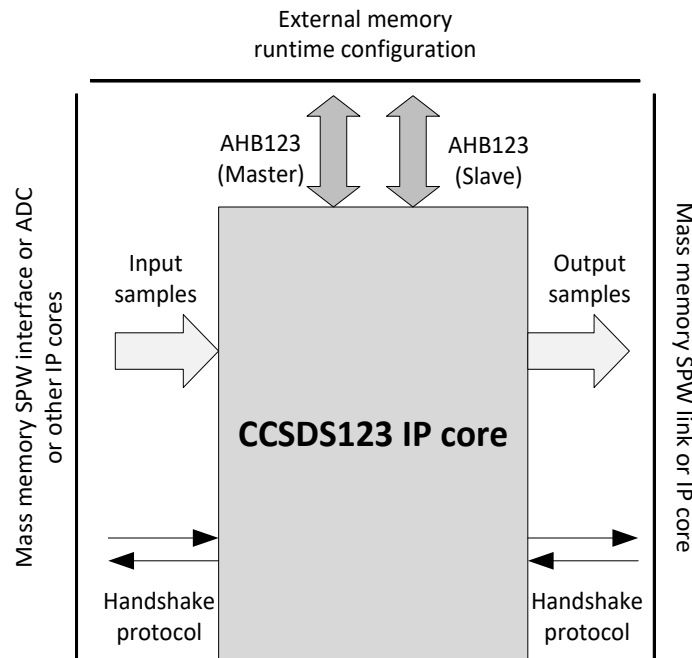 External memory
runtime configuration
AHB123
(Master)
AHB123
(Slave)
Mass memory SPW interface or ADC
or other IP cores
Input
samples
Output
samples
Mass memory SPW link or IP core
CCSDS123 IP core
Handshake
protocol
Handshake
protocol